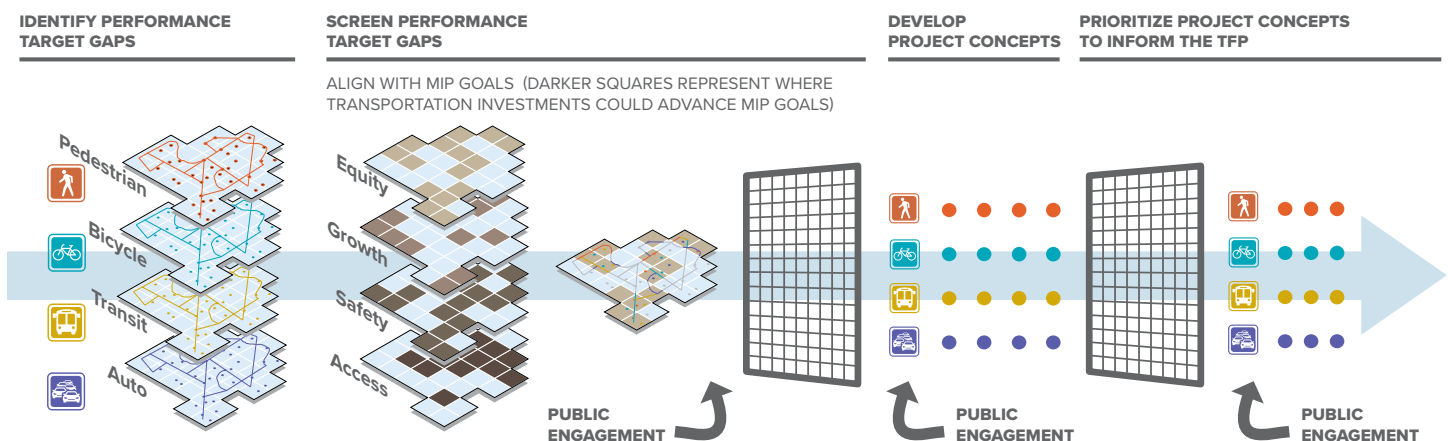 IDENTIFY PERFORMANCE
TARGET GAPS
SCREEN PERFORMANCE
TARGET GAPS
ALIGN WITH MIP GOALS (DARKER SQUARES REPRESENT WHERE
TRANSPORTATION INVESTMENTS COULD ADVANCE MIP GOALS)
DEVELOP
PROJECT CONCEPTS
PRIORITIZE PROJECT CONCEPTS
TO INFORM THE TFP
Pedestrian
Bicycle
Transit
Auto
Equity
Growth
Safety
Access
PUBLIC
ENGAGEMENT
PUBLIC
ENGAGEMENT
PUBLIC
ENGAGEMENT